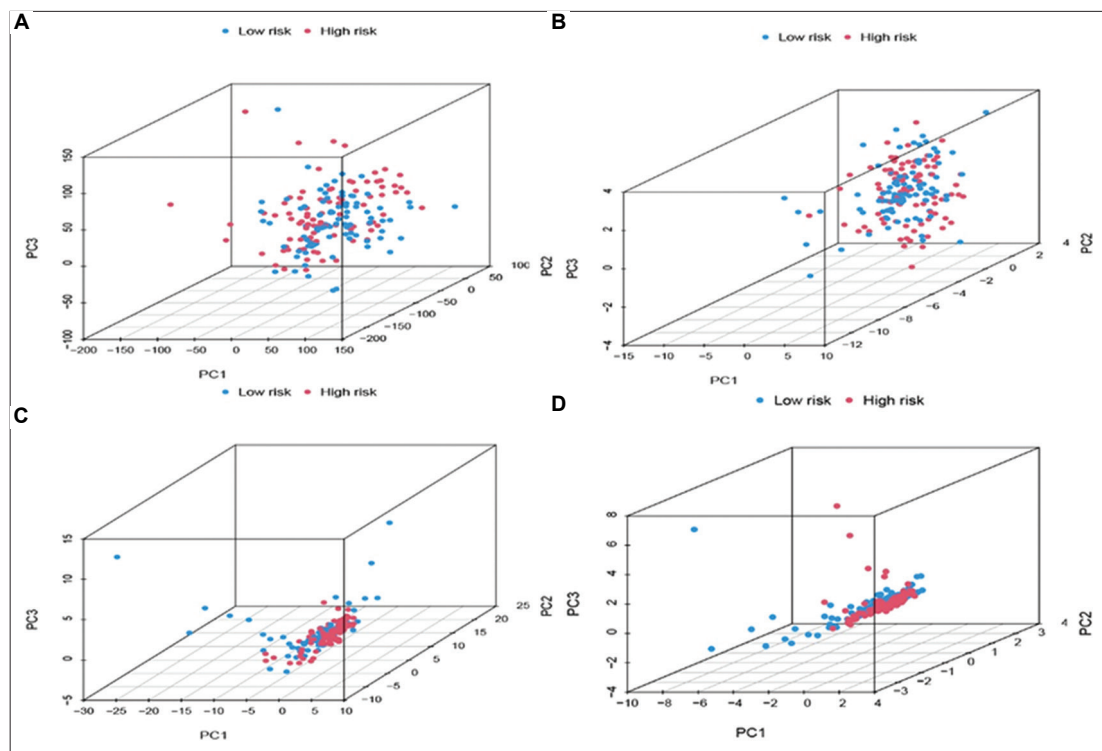 A
Low risk High risk
PC3
150
100
50
0
−50
−100
−200 −150 −100 −50 0 50 100 150
PC1
−200 −150 −100 −50 0 50 100
PC2
B
Low risk High risk
PC3
4
2
0
−2
−4
−15 −10 −5 0 5 10
PC1
−12 −10 −8 −6 −4 −2 0 2 4
PC2
C
Low risk High risk
PC3
15
10
5
0
−5
−30 −25 −20 −15 −10 −5 0 5 10
PC1
−10 −5 0 5 10 15 20 25
PC2
D
Low risk High risk
PC3
8
6
4
2
0
−2
−4
−10 −8 −6 −4 −2 0 2 4
PC1
−3 −2 −1 0 1 2 3 4
PC2